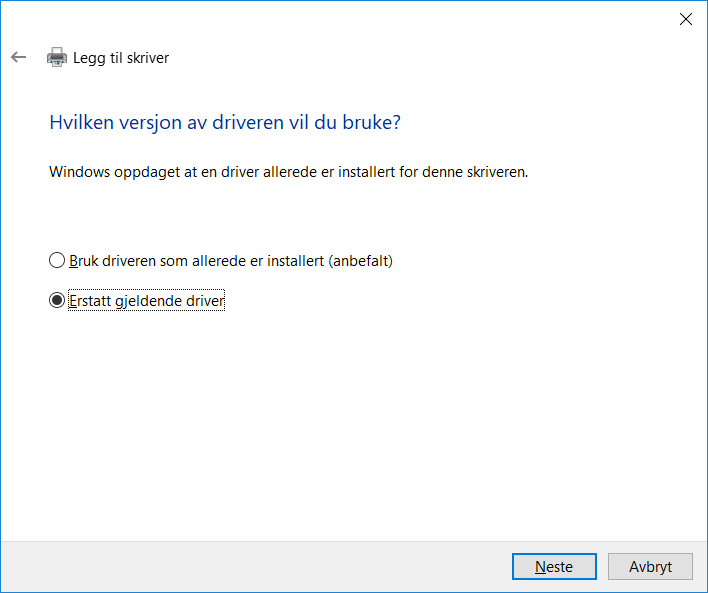 Legg til skriver
Hvilken versjon av driveren vil du bruke?
Windows oppdaget at en driver allerede er installert for denne skriveren.
Bruk driveren som allerede er installert (anbefalt)
Erstatt gjeldende driver
Neste
Avbryt